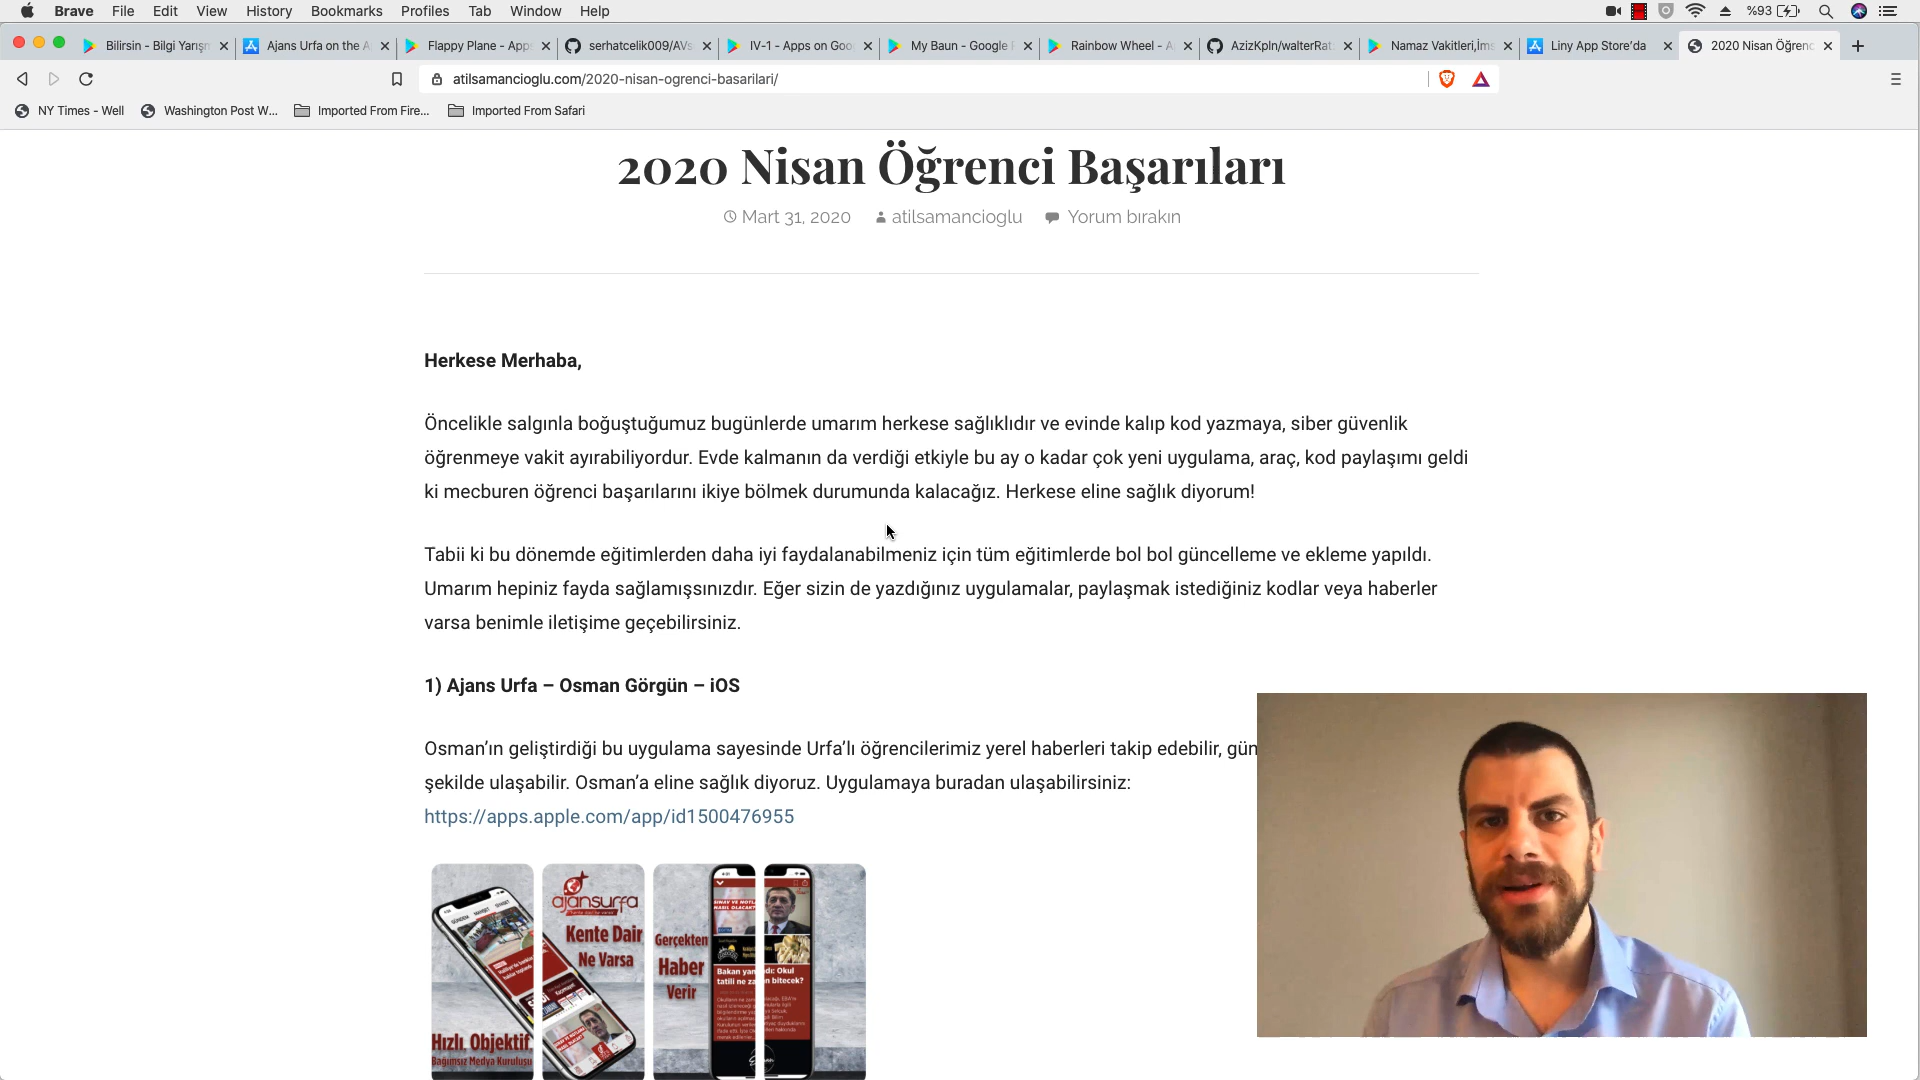 Brave File Edit View History Bookmarks Profiles Tab Window Help %93
Bilirsin - Bilgi Yarışm Ajans Urfa on the A Flappy Plane - App serhatcelik009/AVs IV-1 - Apps on Goo My Baun - Google Rainbow Wheel - A AzizKpln/walterRat Namaz Vakitleri,İms Liny App Store'da 2020 Nisan Öğrenc
atilsamancioglu.com/2020-nisan-ogrenci-basarilari/
NY Times - Well Washington Post W... Imported From Fire... Imported From Safari
2020 Nisan Öğrenci Başarıları
Mart 31, 2020 atilsamancioglu Yorum bırakın
Herkese Merhaba,
Öncelikle salgınla boğuştuğumuz bugünlerde umarım herkese sağlıklıdır ve evinde kalıp kod yazmaya, siber güvenlik
öğrenmeye vakit ayırabiliyordur. Evde kalmanın da verdiği etkiyle bu ay o kadar çok yeni uygulama, araç, kod paylaşımı geldi
ki mecburen öğrenci başarılarını ikiye bölmek durumunda kalacağız. Herkese eline sağlık diyorum!
Tabii ki bu dönemde eğitimlerden daha iyi faydalanabilmeniz için tüm eğitimlerde bol bol güncelleme ve ekleme yapıldı.
Umarım hepiniz fayda sağlamışsınızdır. Eğer sizin de yazdığınız uygulamalar, paylaşmak istediğiniz kodlar veya haberler
varsa benimle iletişime geçebilirsiniz.
1) Ajans Urfa – Osman Görgün – iOS
Osman'ın geliştirdiği bu uygulama sayesinde Urfa'lı öğrencilerimiz yerel haberleri takip edebilir, gün
şekilde ulaşabilir. Osman'a eline sağlık diyoruz. Uygulamaya buradan ulaşabilirsiniz:
https://apps.apple.com/app/id1500476955
ajansurfa
Kente Dair
Ne Varsa
Gerçekten
Haber
Verir
Bakan yanıtladı: Okul
tatili ne zaman bitecek?
Hızlı, Objektif,
Bağımsız Medya Kuruluşu